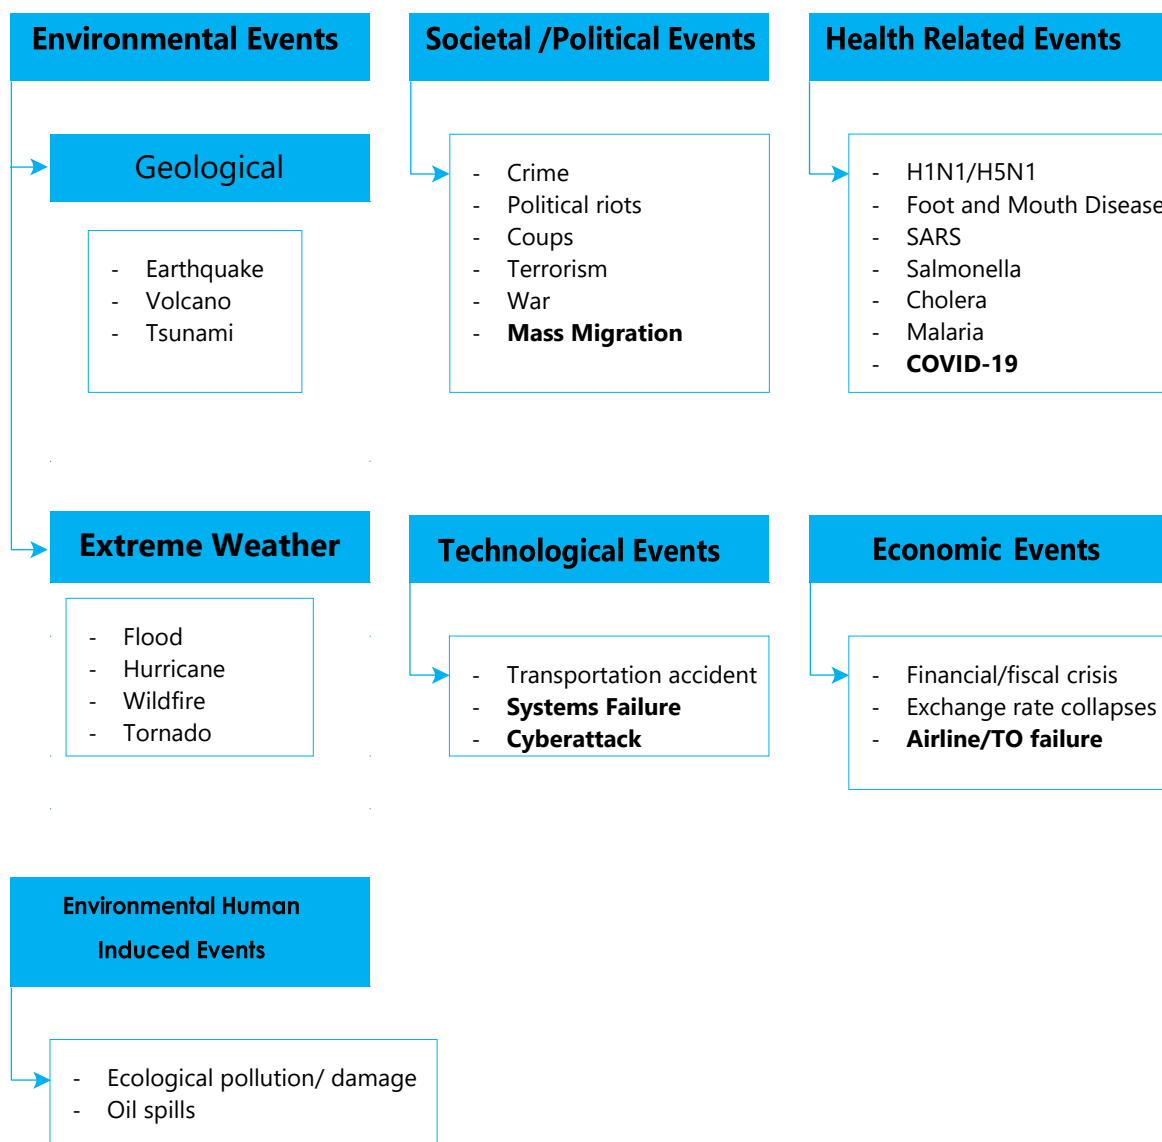 Environmental Events
Geological
- Earthquake
- Volcano
- Tsunami
Extreme Weather
- Flood
- Hurricane
- Wildfire
- Tornado
Societal /Political Events
- Crime
- Political riots
- Coups
- Terrorism
- War
- Mass Migration
Health Related Events
- H1N1/H5N1
- Foot and Mouth Disease
- SARS
- Salmonella
- Cholera
- Malaria
- COVID-19
Technological Events
- Transportation accident
- Systems Failure
- Cyberattack
Economic Events
- Financial/fiscal crisis
- Exchange rate collapses
- Airline/TO failure
Environmental Human
Induced Events
- Ecological pollution/ damage
- Oil spills